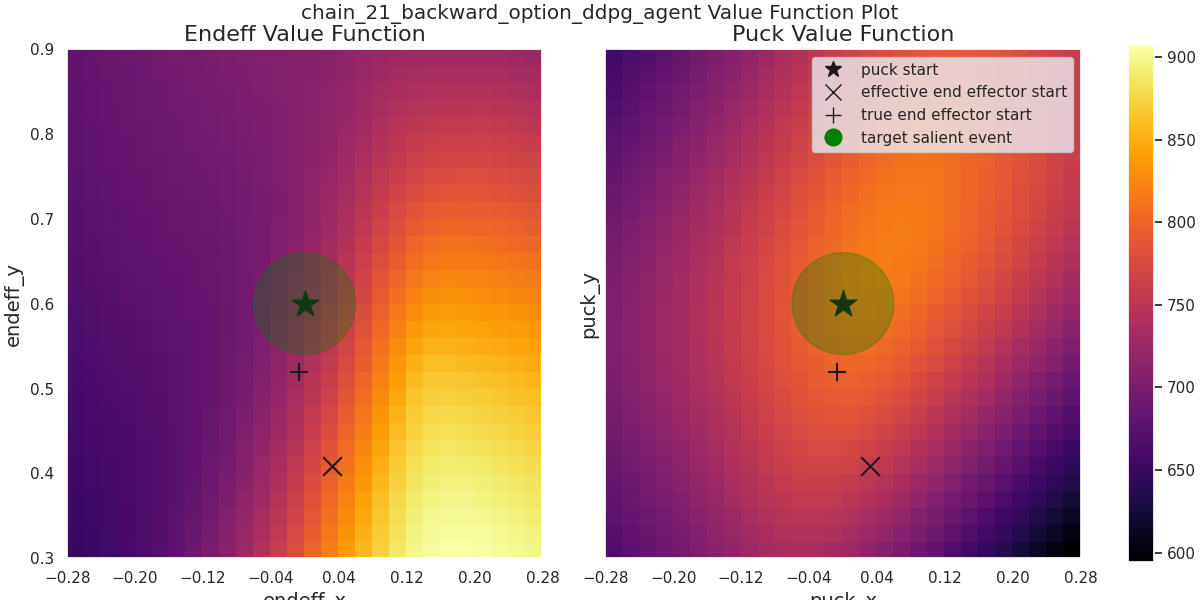 chain_21_backward_option_ddpg_agent Value Function Plot
Endeff Value Function
Puck Value Function
0.9
0.8
0.7
0.6
0.5
0.4
0.3
endeff_y
−0.28 −0.20 −0.12 −0.04 0.04 0.12 0.20 0.28
endeff_x
puck start
effective end effector start
true end effector start
target salient event
puck_y
−0.28 −0.20 −0.12 −0.04 0.04 0.12 0.20 0.28
puck_x
900
850
800
750
700
650
600